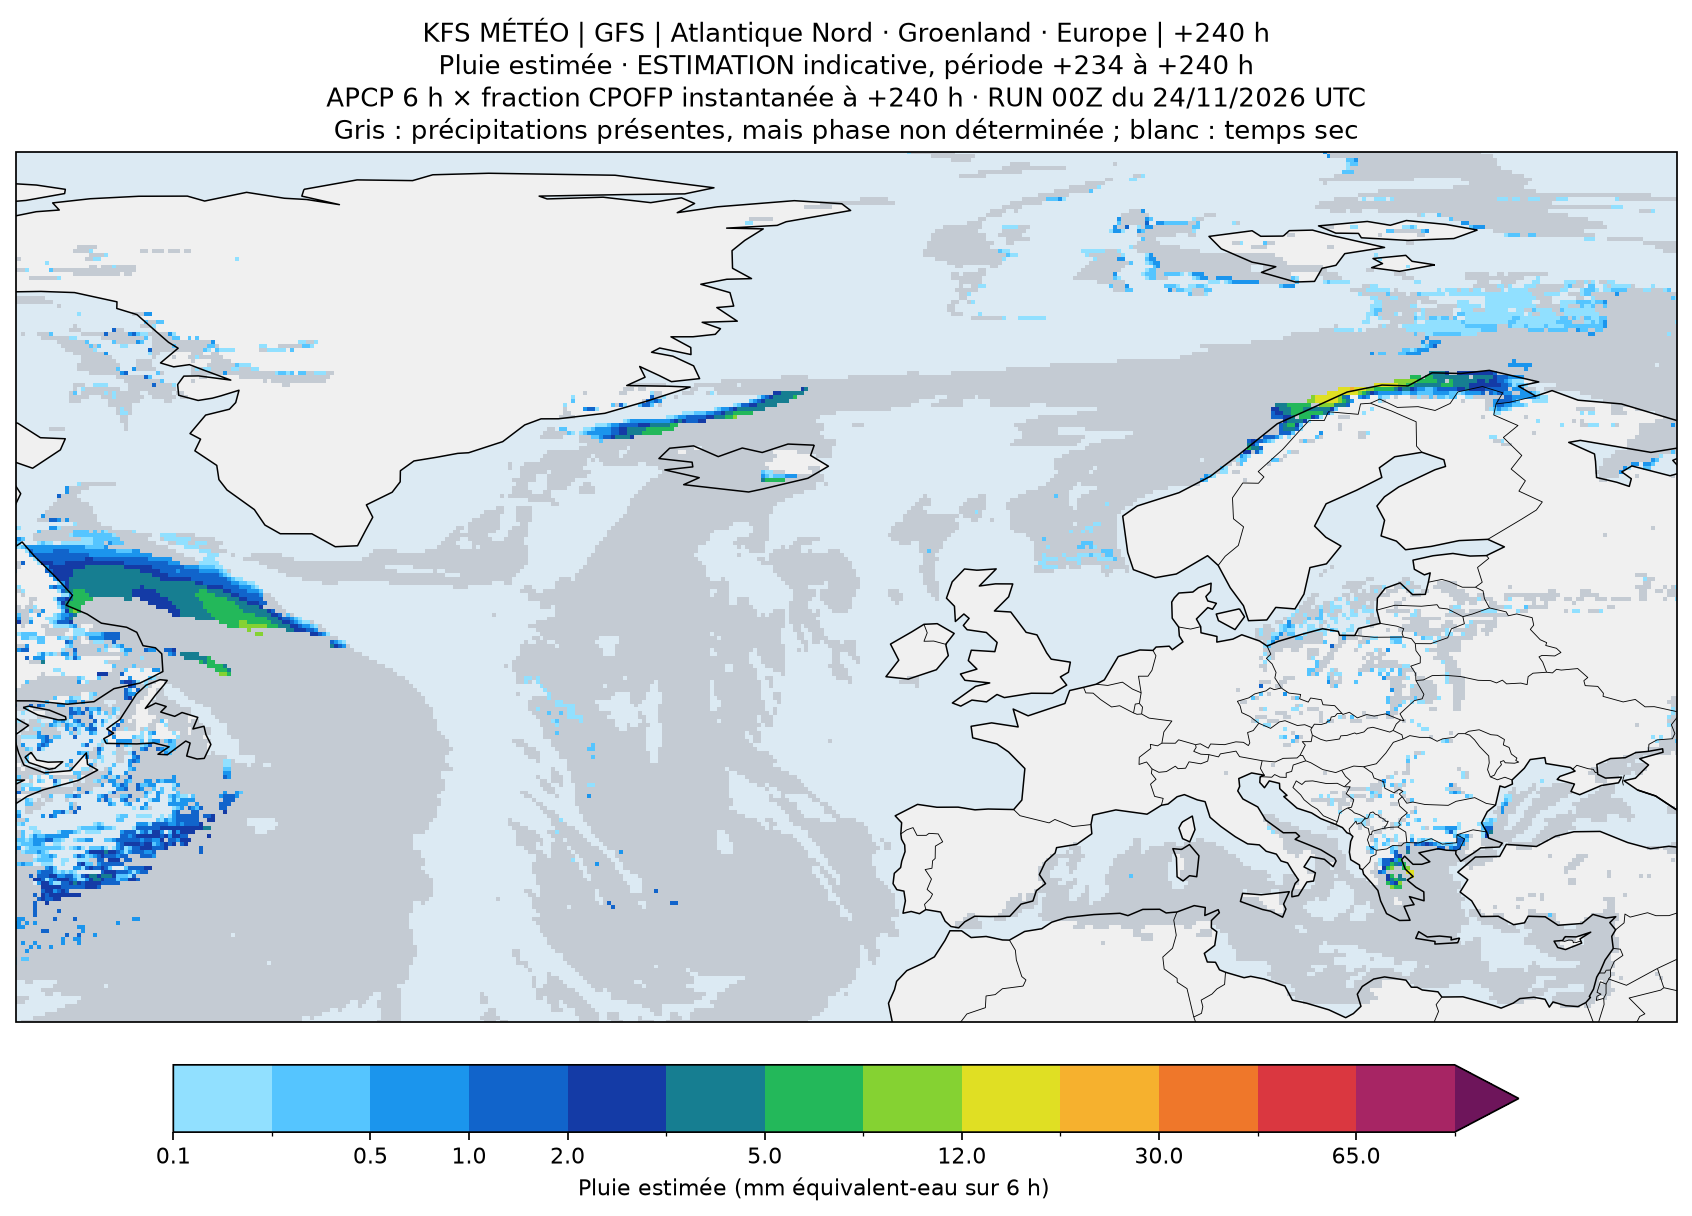 KFS MÉTÉO | GFS | Atlantique Nord · Groenland · Europe | +240 h
Pluie estimée · ESTIMATION indicative, période +234 à +240 h
APCP 6 h × fraction CPOFP instantanée à +240 h · RUN 00Z du 24/11/2026 UTC
Gris : précipitations présentes, mais phase non déterminée ; blanc : temps sec
0.1 0.5 1.0 2.0 5.0 12.0 30.0 65.0
Pluie estimée (mm équivalent-eau sur 6 h)